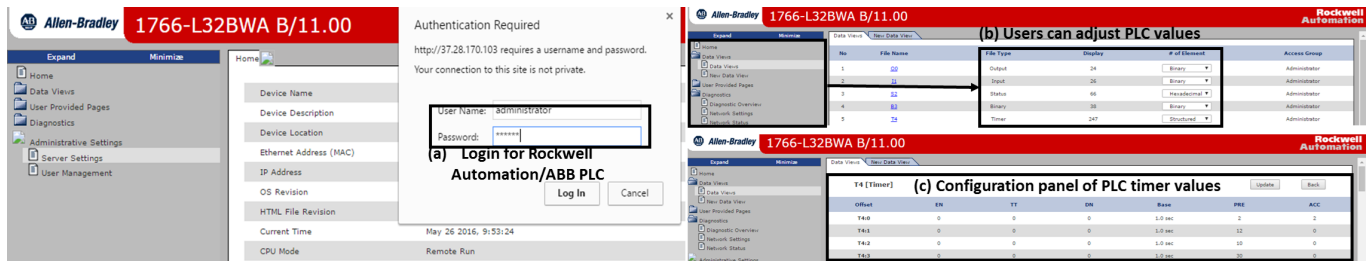 Allen-Bradley 1766-L32BWA B/11.00
Expand Minimize
Home
Data Views
User Provided Pages
Diagnostics
Administrative Settings
Server Settings
User Management
Home
Device Name
Device Description
Device Location
Ethernet Address (MAC)
IP Address
OS Revision
HTML File Revision
Current Time May 26 2016, 9:53:24
CPU Mode Remote Run
Authentication Required
http://37.28.170.103 requires a username and password.
Your connection to this site is not private.
User Name: administrator
Password: ******
(a) Login for Rockwell
Automation/ABB PLC
Log In Cancel
Allen-Bradley 1766-L32BWA B/11.00 Rockwell
Automation
Expand Minimize
Home
Data Views
Data Views
New Data View
User Provided Pages
Diagnostics
Diagnostic Overview
Network Settings
Network Status
Data Views New Data View
(b) Users can adjust PLC values
No File Name File Type Display # of Element Access Group
1 O0 Output 24 Binary Administrator
2 I1 Input 26 Binary Administrator
3 S2 Status 66 Hexadecimal Administrator
4 B3 Binary 30 Binary Administrator
5 T4 Timer 247 Structured Administrator
Allen-Bradley 1766-L32BWA B/11.00 Rockwell
Automation
Expand Minimize
Home
Data Views
Data Views
New Data View
User Provided Pages
Diagnostics
Diagnostic Overview
Network Settings
Network Status
Administrative Settings
Data Views New Data View
T4 [Timer] (c) Configuration panel of PLC timer values Update Back
Offset EN TT DN Base PRE ACC
T4:0 0 0 0 1.0 sec 2 2
T4:1 0 0 0 1.0 sec 12 0
T4:2 0 0 0 1.0 sec 10 0
T4:3 0 0 0 1.0 sec 30 0